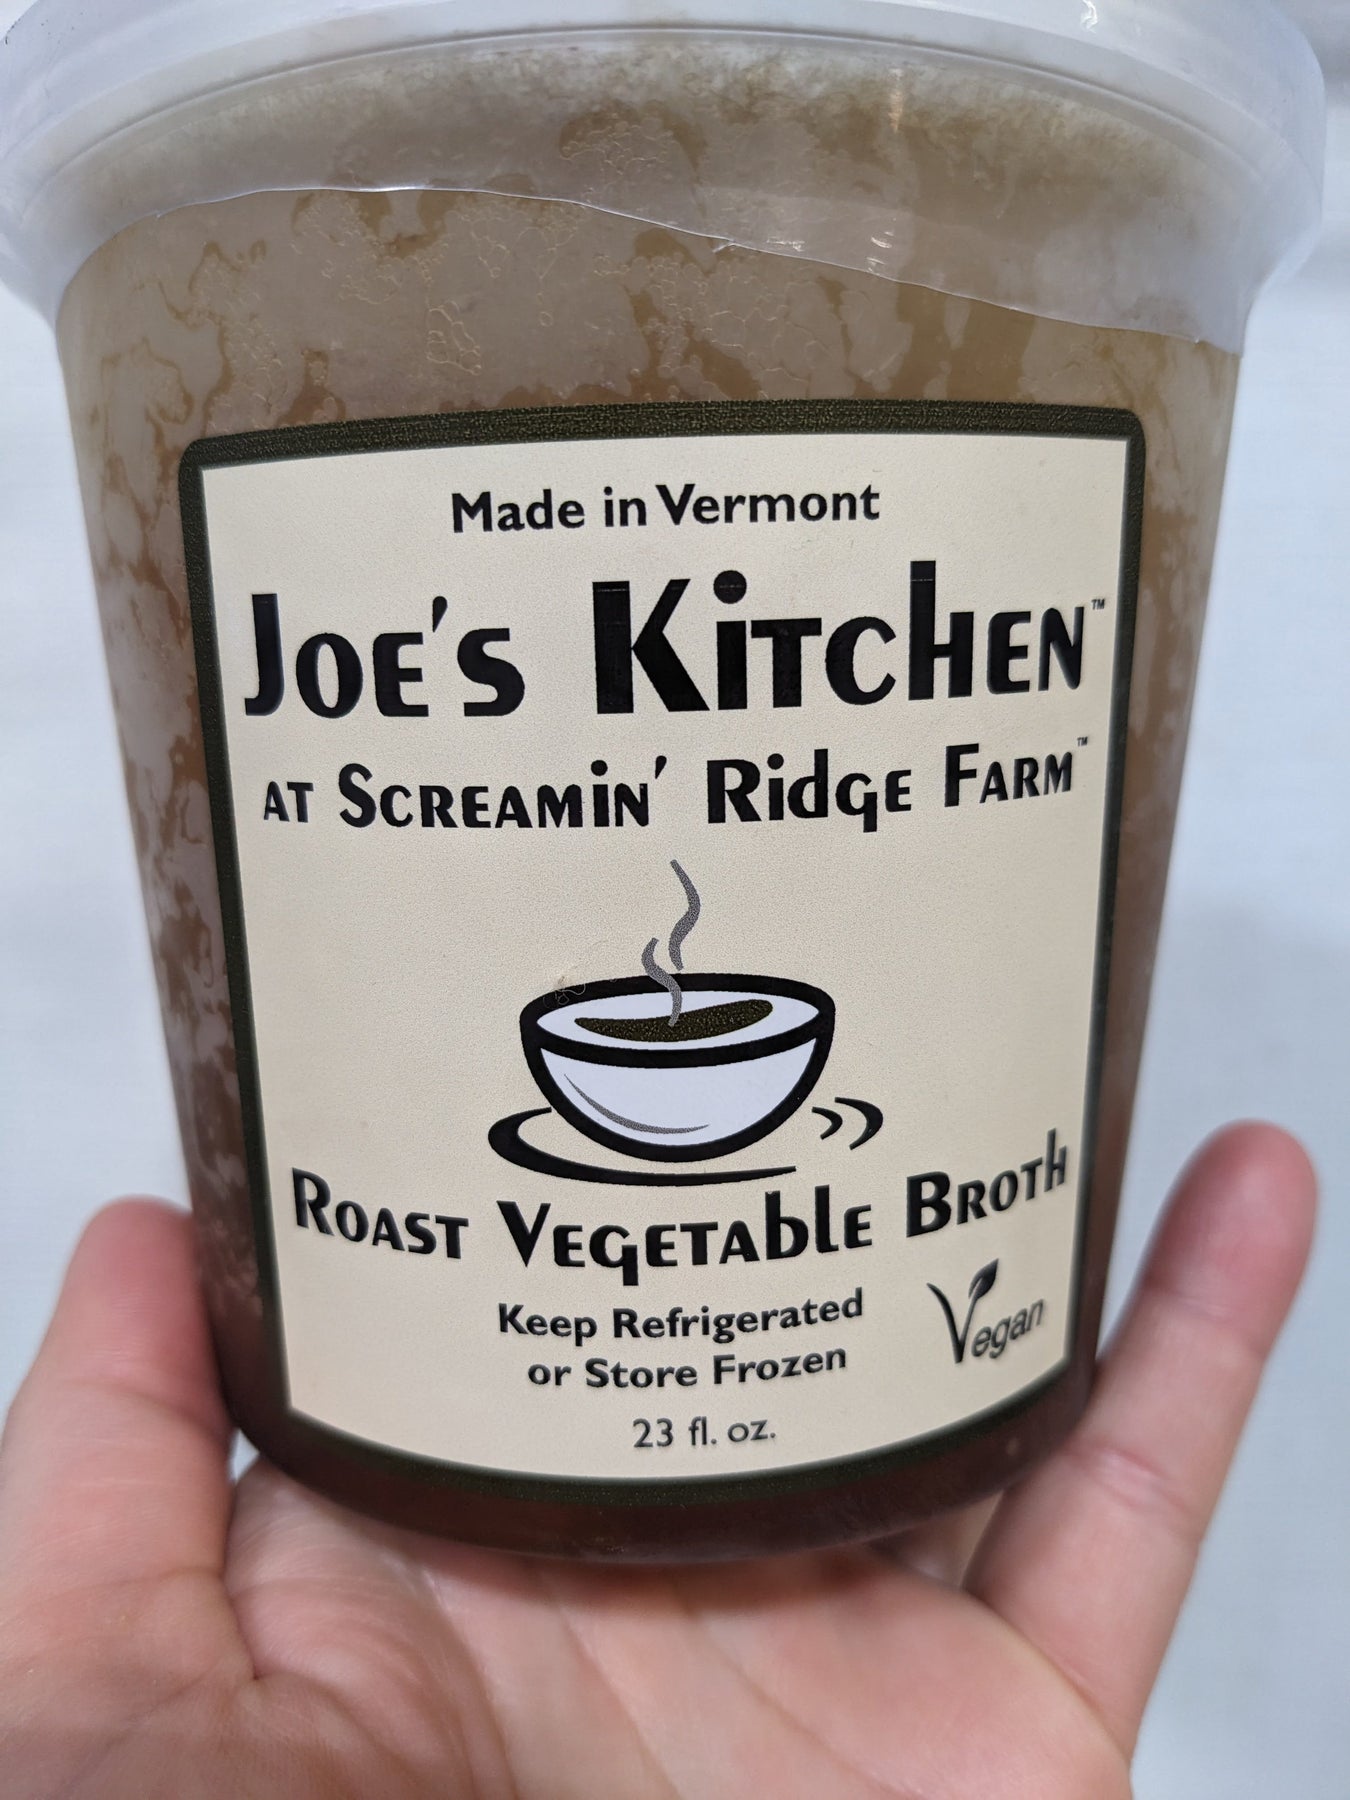 Made in Vermont
Joe's Kitchen™
at Screamin' Ridge Farm™
Roast Vegetable Broth
Keep Refrigerated
or Store Frozen
Vegan
23 fl. oz.